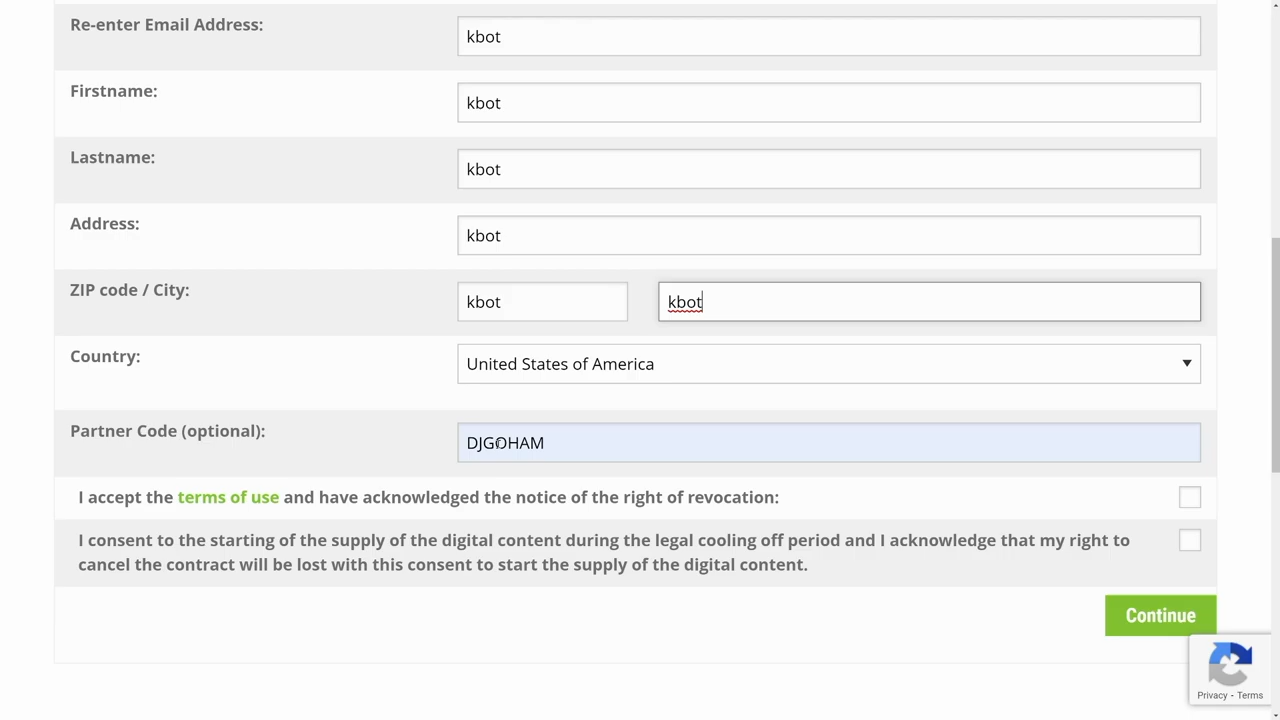 Re-enter Email Address:
kbot
Firstname:
kbot
Lastname:
kbot
Address:
kbot
ZIP code / City:
kbot
kbot
Country:
United States of America
Partner Code (optional):
DJGOHAM
I accept the terms of use and have acknowledged the notice of the right of revocation:
I consent to the starting of the supply of the digital content during the legal cooling off period and I acknowledge that my right to
cancel the contract will be lost with this consent to start the supply of the digital content.
Continue
Privacy - Terms